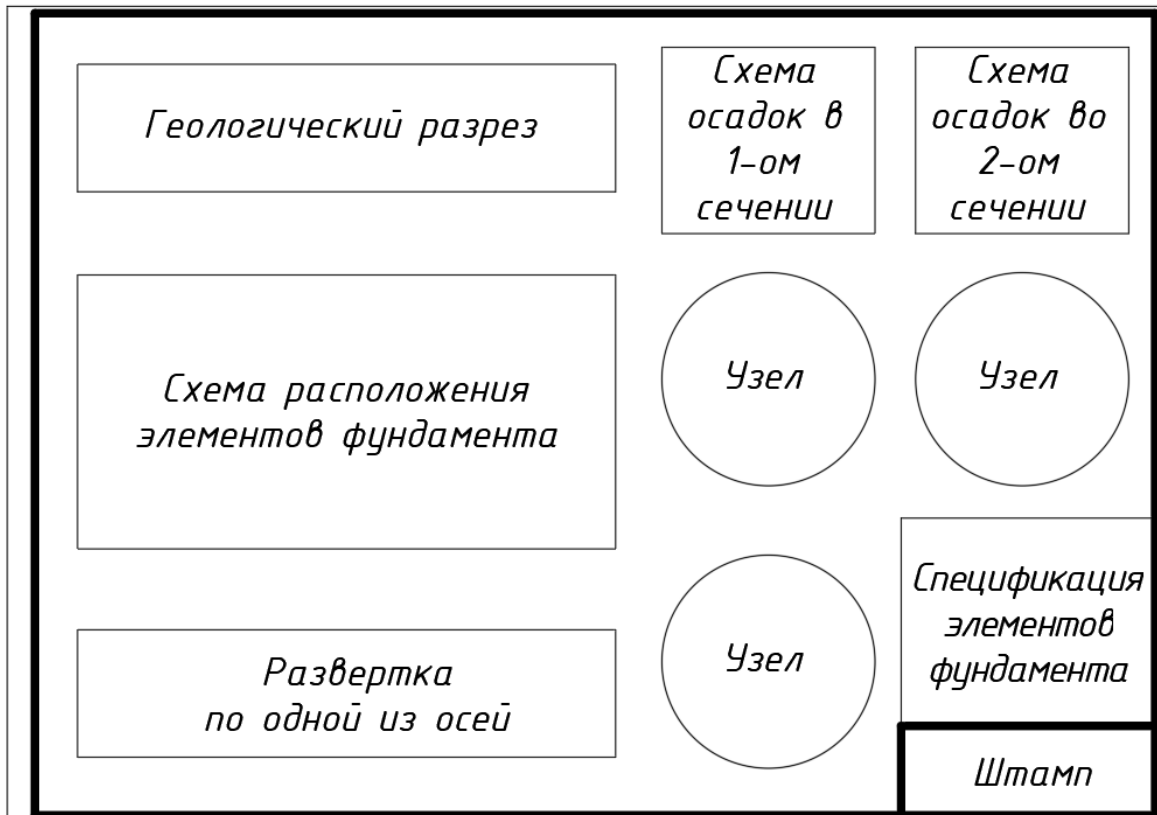 Геологический разрез
Схема
осадок в
1-ом
сечении
Схема
осадок во
2-ом
сечении
Схема расположения
элементов фундамента
Узел
Узел
Развертка
по одной из осей
Узел
Спецификация
элементов
фундамента
Штамп